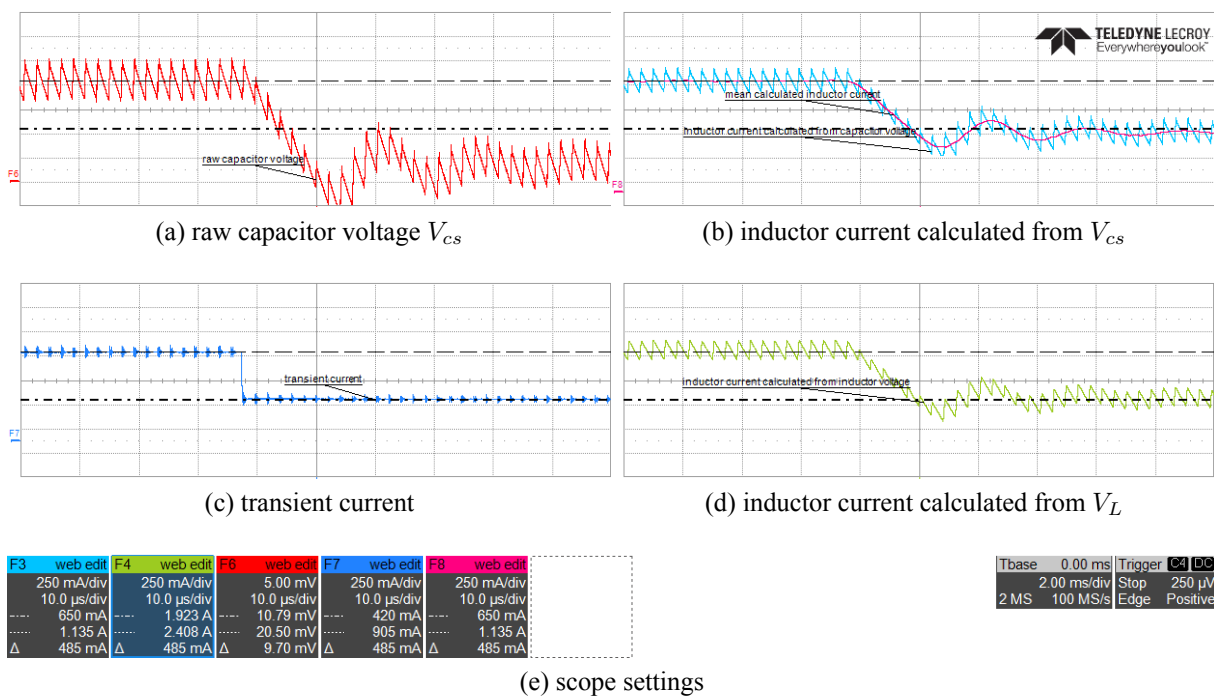 TELEDYNE LECROY
Everywhereyoulook™
mean calculated inductor current
inductor current calculated from capacitor voltage
raw capacitor voltage
F6
F8
(a) raw capacitor voltage Vcs
(b) inductor current calculated from Vcs
transient current
inductor current calculated from inductor voltage
F7
(c) transient current
(d) inductor current calculated from VL
F3 web edit
250 mA/div
10.0 µs/div
650 mA
1.135 A
Δ 485 mA
F4 web edit
250 mA/div
10.0 µs/div
1.923 A
2.408 A
Δ 485 mA
F6 web edit
5.00 mV
10.0 µs/div
10.79 mV
20.50 mV
Δ 9.70 mV
F7 web edit
250 mA/div
10.0 µs/div
420 mA
905 mA
Δ 485 mA
F8 web edit
250 mA/div
10.0 µs/div
650 mA
1.135 A
Δ 485 mA
Tbase 0.00 ms
2.00 ms/div
2 MS 100 MS/s
Trigger C4 DC
Stop 250 µV
Edge Positive
(e) scope settings